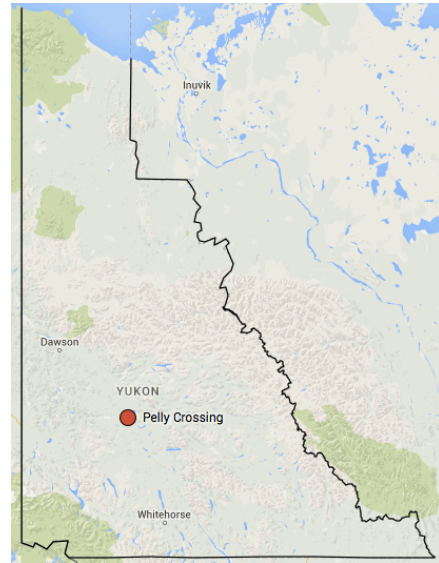 Inuvik
Dawson
YUKON
Pelly Crossing
Whitehorse